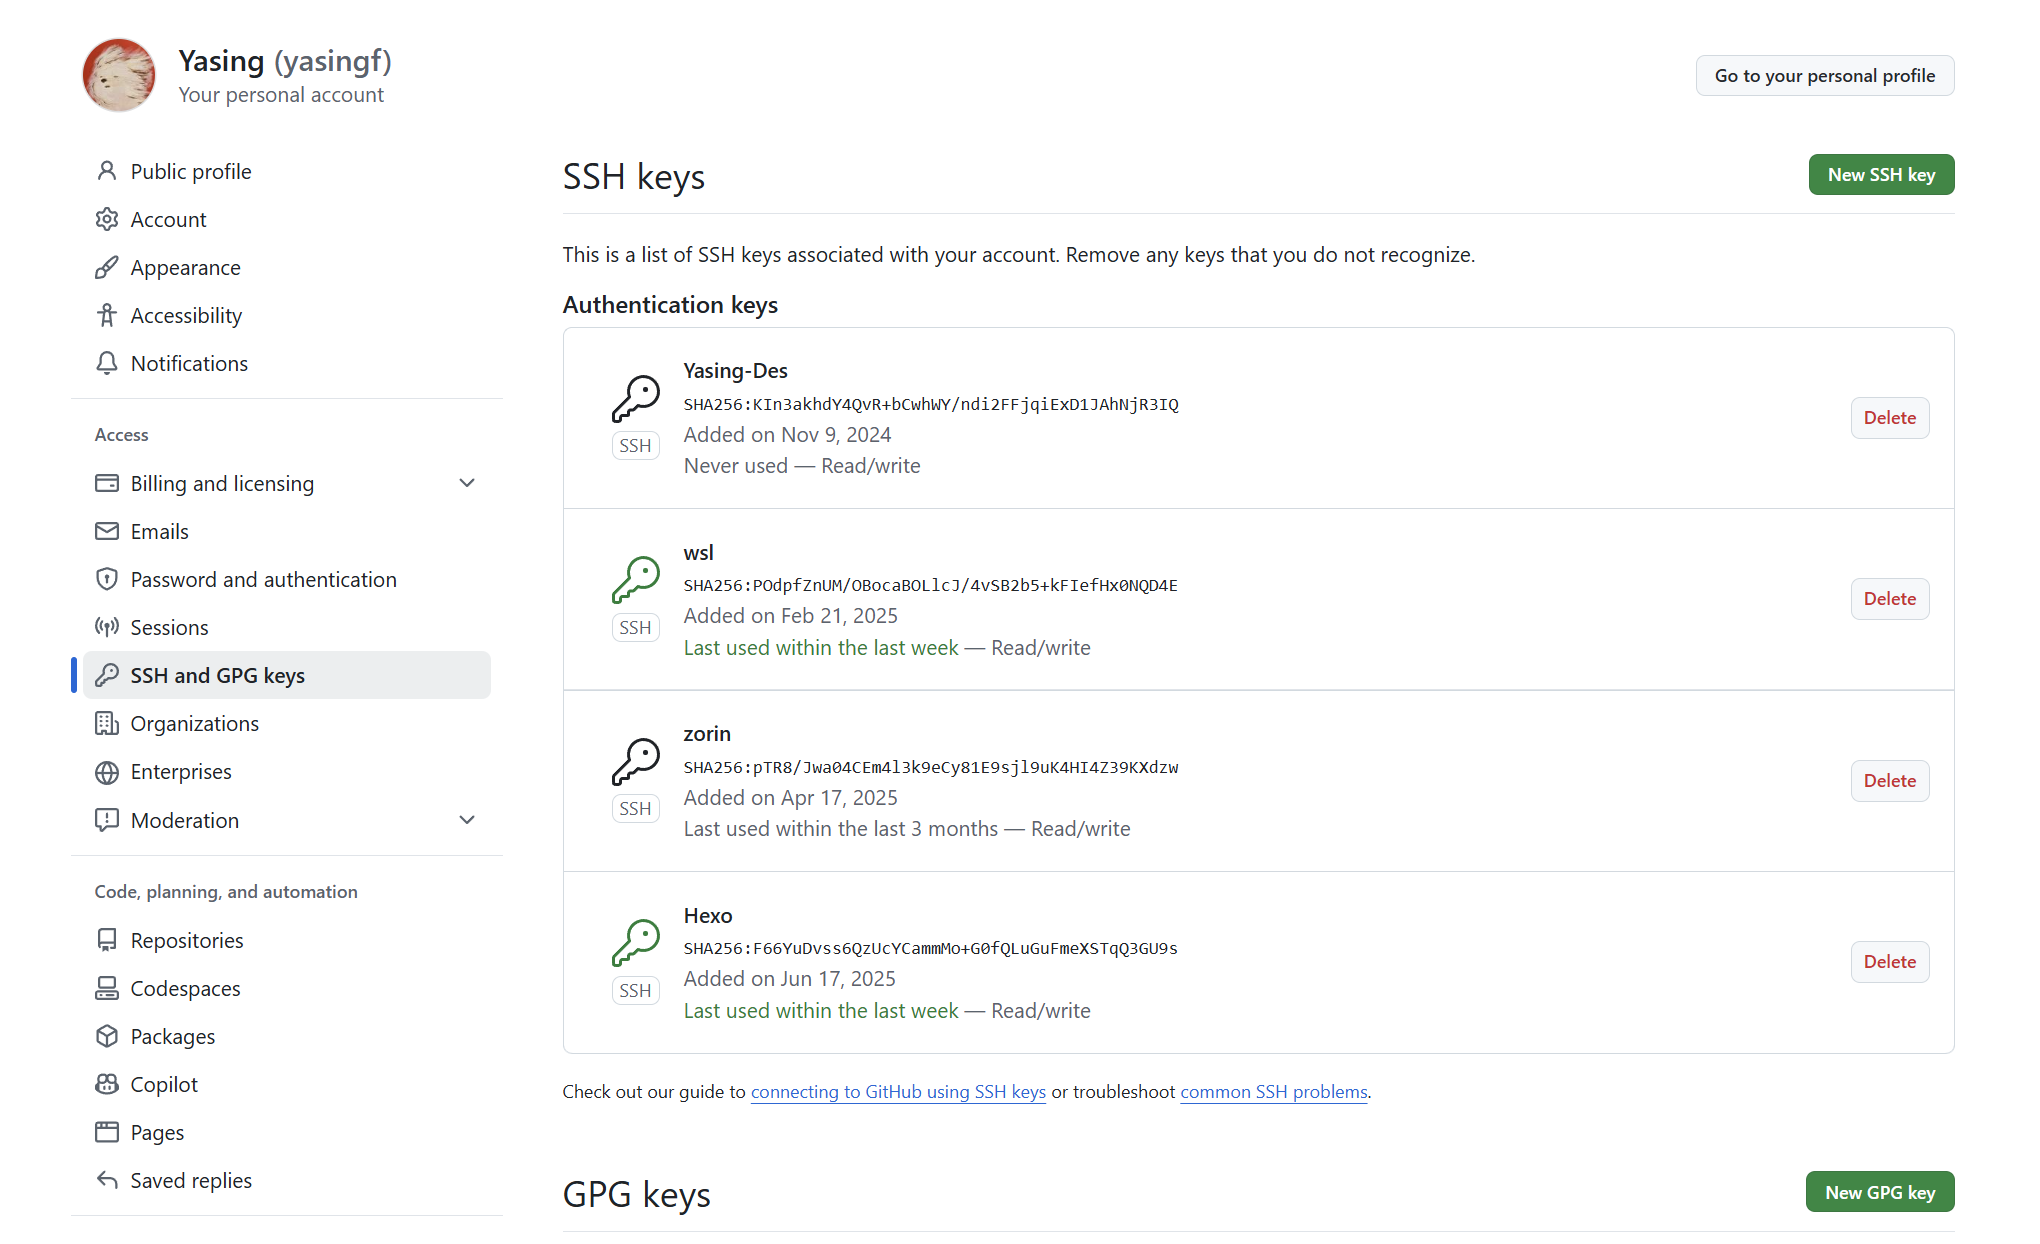 Yasing (yasingf)
Your personal account
Go to your personal profile
Public profile
Account
Appearance
Accessibility
Notifications
Access
Billing and licensing
Emails
Password and authentication
Sessions
SSH and GPG keys
Organizations
Enterprises
Moderation
Code, planning, and automation
Repositories
Codespaces
Packages
Copilot
Pages
Saved replies
SSH keys
New SSH key
This is a list of SSH keys associated with your account. Remove any keys that you do not recognize.
Authentication keys
Yasing-Des
SHA256:KIn3akhdY4QvR+bCwhWY/ndi2FFjqiExD1JAhNjR3IQ
Added on Nov 9, 2024
Never used — Read/write
SSH
Delete
wsl
SHA256:POdpfZnUM/OBocaBOLlcJ/4vSB2b5+kFIefHx0NQD4E
Added on Feb 21, 2025
Last used within the last week — Read/write
SSH
Delete
zorin
SHA256:pTR8/Jwa04CEm4l3k9eCy81E9sjl9uK4HI4Z39KXdzw
Added on Apr 17, 2025
Last used within the last 3 months — Read/write
SSH
Delete
Hexo
SHA256:F66YuDvss6QzUcYCammMo+G0fQLuGuFmeXSTqQ3GU9s
Added on Jun 17, 2025
Last used within the last week — Read/write
SSH
Delete
Check out our guide to connecting to GitHub using SSH keys or troubleshoot common SSH problems.
GPG keys
New GPG key